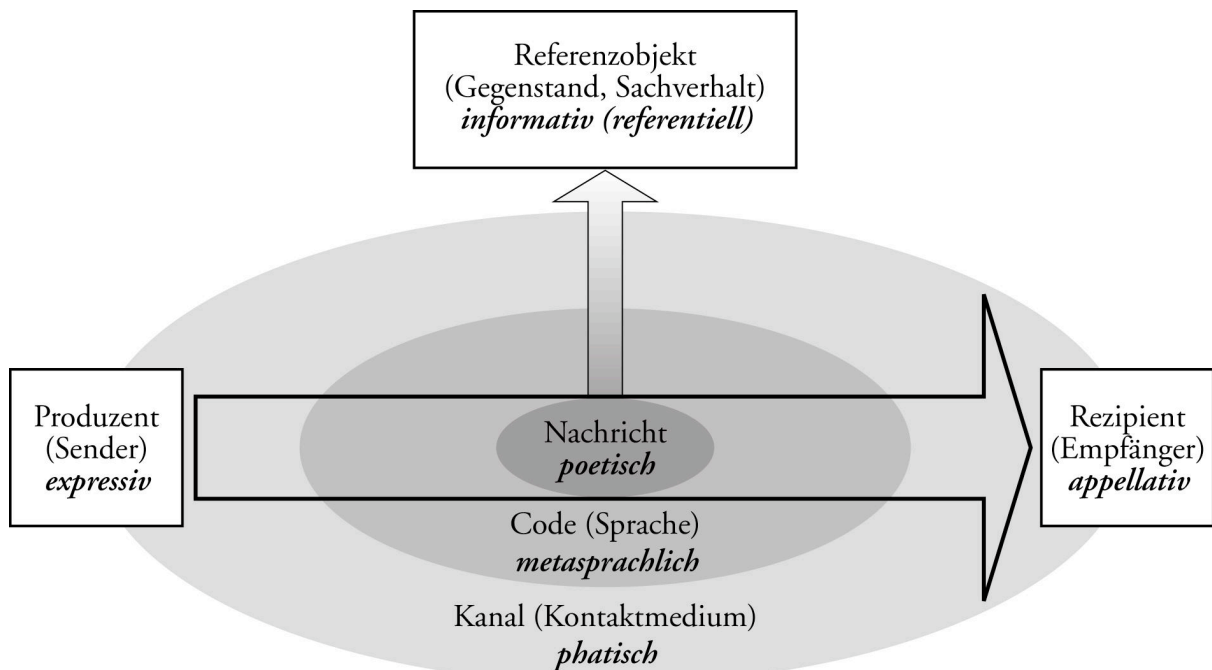 Referenzobjekt
(Gegenstand, Sachverhalt)
informativ (referentiell)
Produzent
(Sender)
expressiv
Nachricht
poetisch
Rezipient
(Empfänger)
appellativ
Code (Sprache)
metasprachlich
Kanal (Kontaktmedium)
phatisch